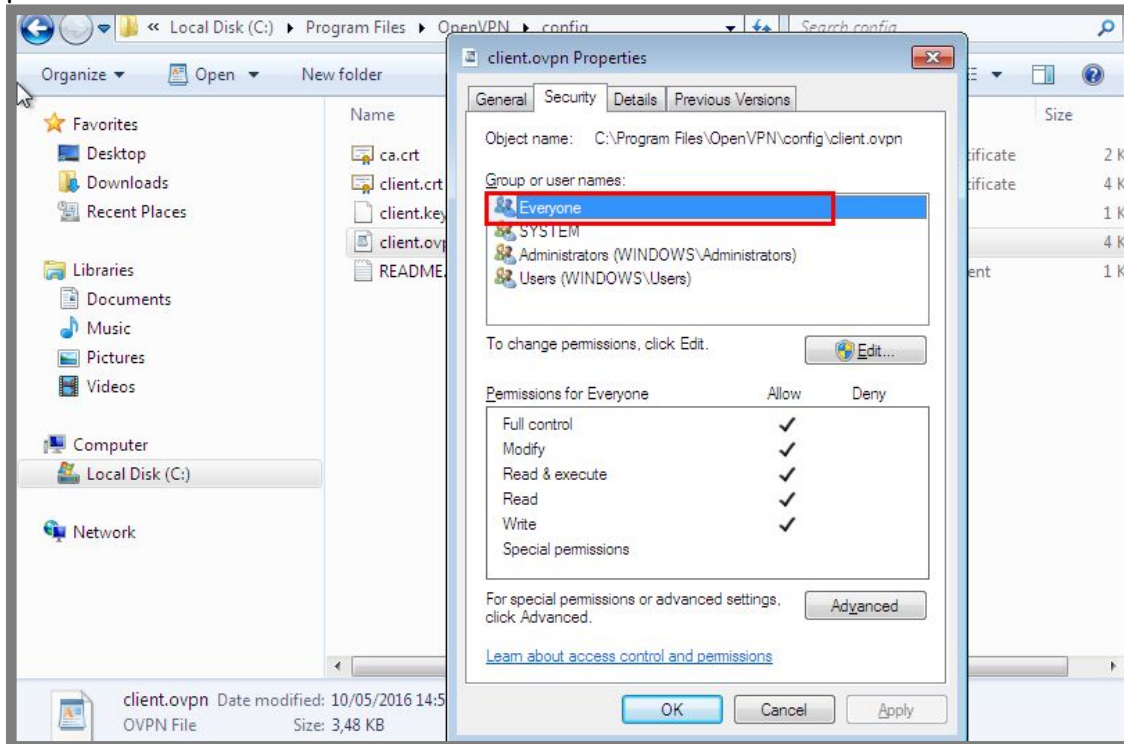 « Local Disk (C:) ▸ Program Files ▸ OpenVPN ▸ config
Search config
Organize
Open
New folder
Favorites
Desktop
Downloads
Recent Places
Libraries
Documents
Music
Pictures
Videos
Computer
Local Disk (C:)
Network
Name
Size
ca.crt
tificate
2 K
client.crt
tificate
4 K
client.key
1 K
client.ovp
4 K
README.
ent
1 K
client.ovpn Properties
General
Security
Details
Previous Versions
Object name: C:\Program Files\OpenVPN\config\client.ovpn
Group or user names:
Everyone
SYSTEM
Administrators (WINDOWS\Administrators)
Users (WINDOWS\Users)
To change permissions, click Edit.
Edit...
Permissions for Everyone Allow Deny
Full control
Modify
Read & execute
Read
Write
Special permissions
For special permissions or advanced settings,
click Advanced.
Advanced
Learn about access control and permissions
OK
Cancel
Apply
client.ovpn Date modified: 10/05/2016 14:5
OVPN File Size: 3,48 KB